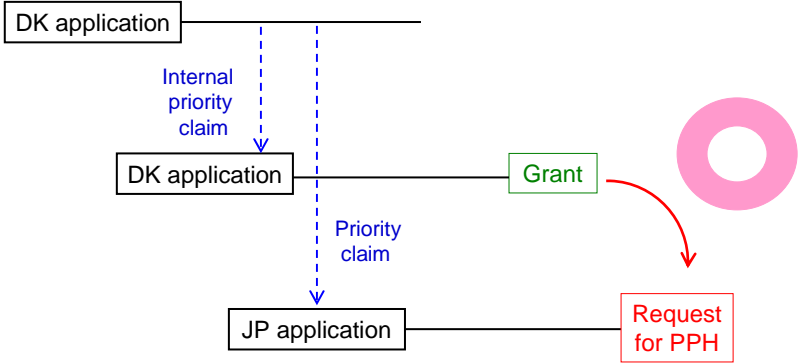 DK application
Internal
priority
claim
DK application
Grant
Priority
claim
JP application
Request
for PPH